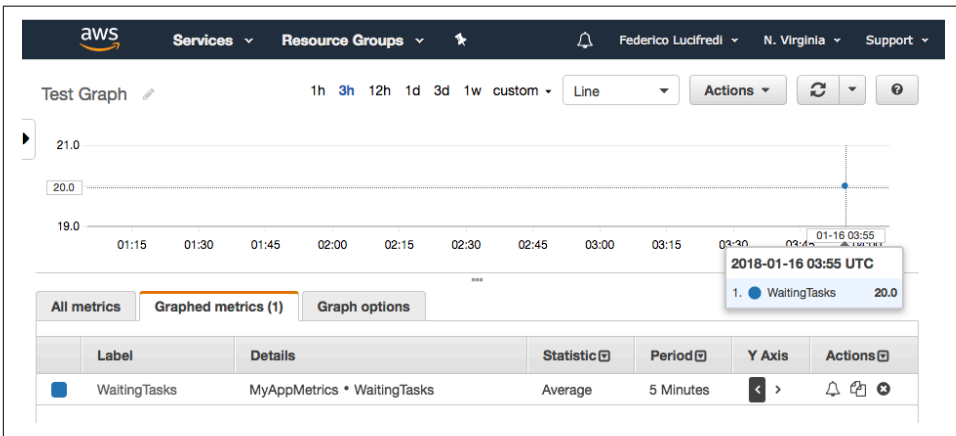 aws Services Resource Groups Federico Lucifredi N. Virginia Support
Test Graph 1h 3h 12h 1d 3d 1w custom Line Actions
21.0
20.0
19.0
01:15 01:30 01:45 02:00 02:15 02:30 02:45 03:00 03:15 03:30 03:45
01-16 03:55
2018-01-16 03:55 UTC
1. WaitingTasks 20.0
All metrics Graphed metrics (1) Graph options
Label Details Statistic Period Y Axis Actions
WaitingTasks MyAppMetrics • WaitingTasks Average 5 Minutes < >